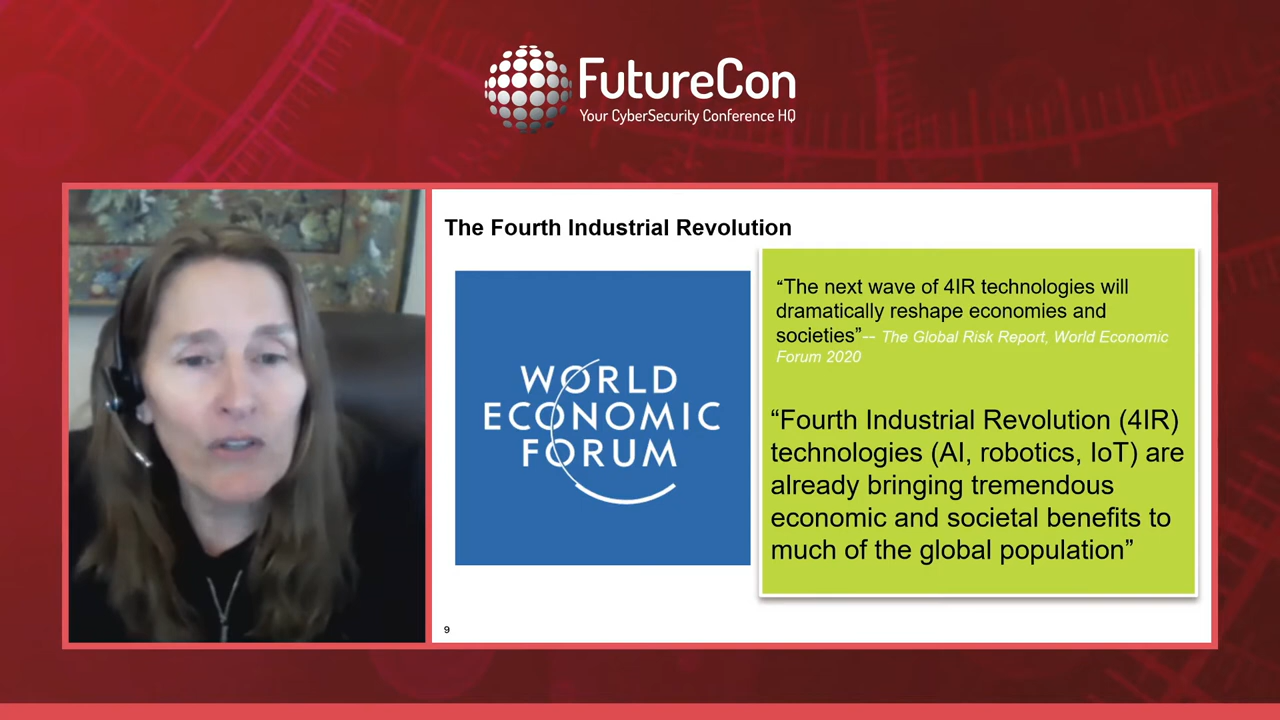 FutureCon
Your CyberSecurity Conference HQ
The Fourth Industrial Revolution
WORLD
ECONOMIC
FORUM
“The next wave of 4IR technologies will
dramatically reshape economies and
societies”-- The Global Risk Report, World Economic
Forum 2020
“Fourth Industrial Revolution (4IR)
technologies (AI, robotics, IoT) are
already bringing tremendous
economic and societal benefits to
much of the global population”
9